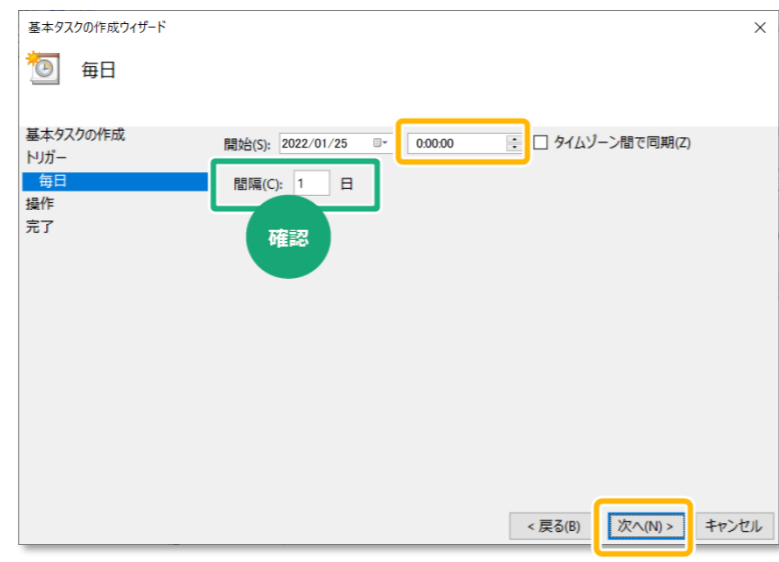 基本タスクの作成ウィザード
毎日
基本タスクの作成
トリガー
毎日
操作
完了
開始(S): 2022/01/25 0:00:00 タイムゾーン間で同期(Z)
間隔(C): 1 日
確認
< 戻る(B) 次へ(N) > キャンセル